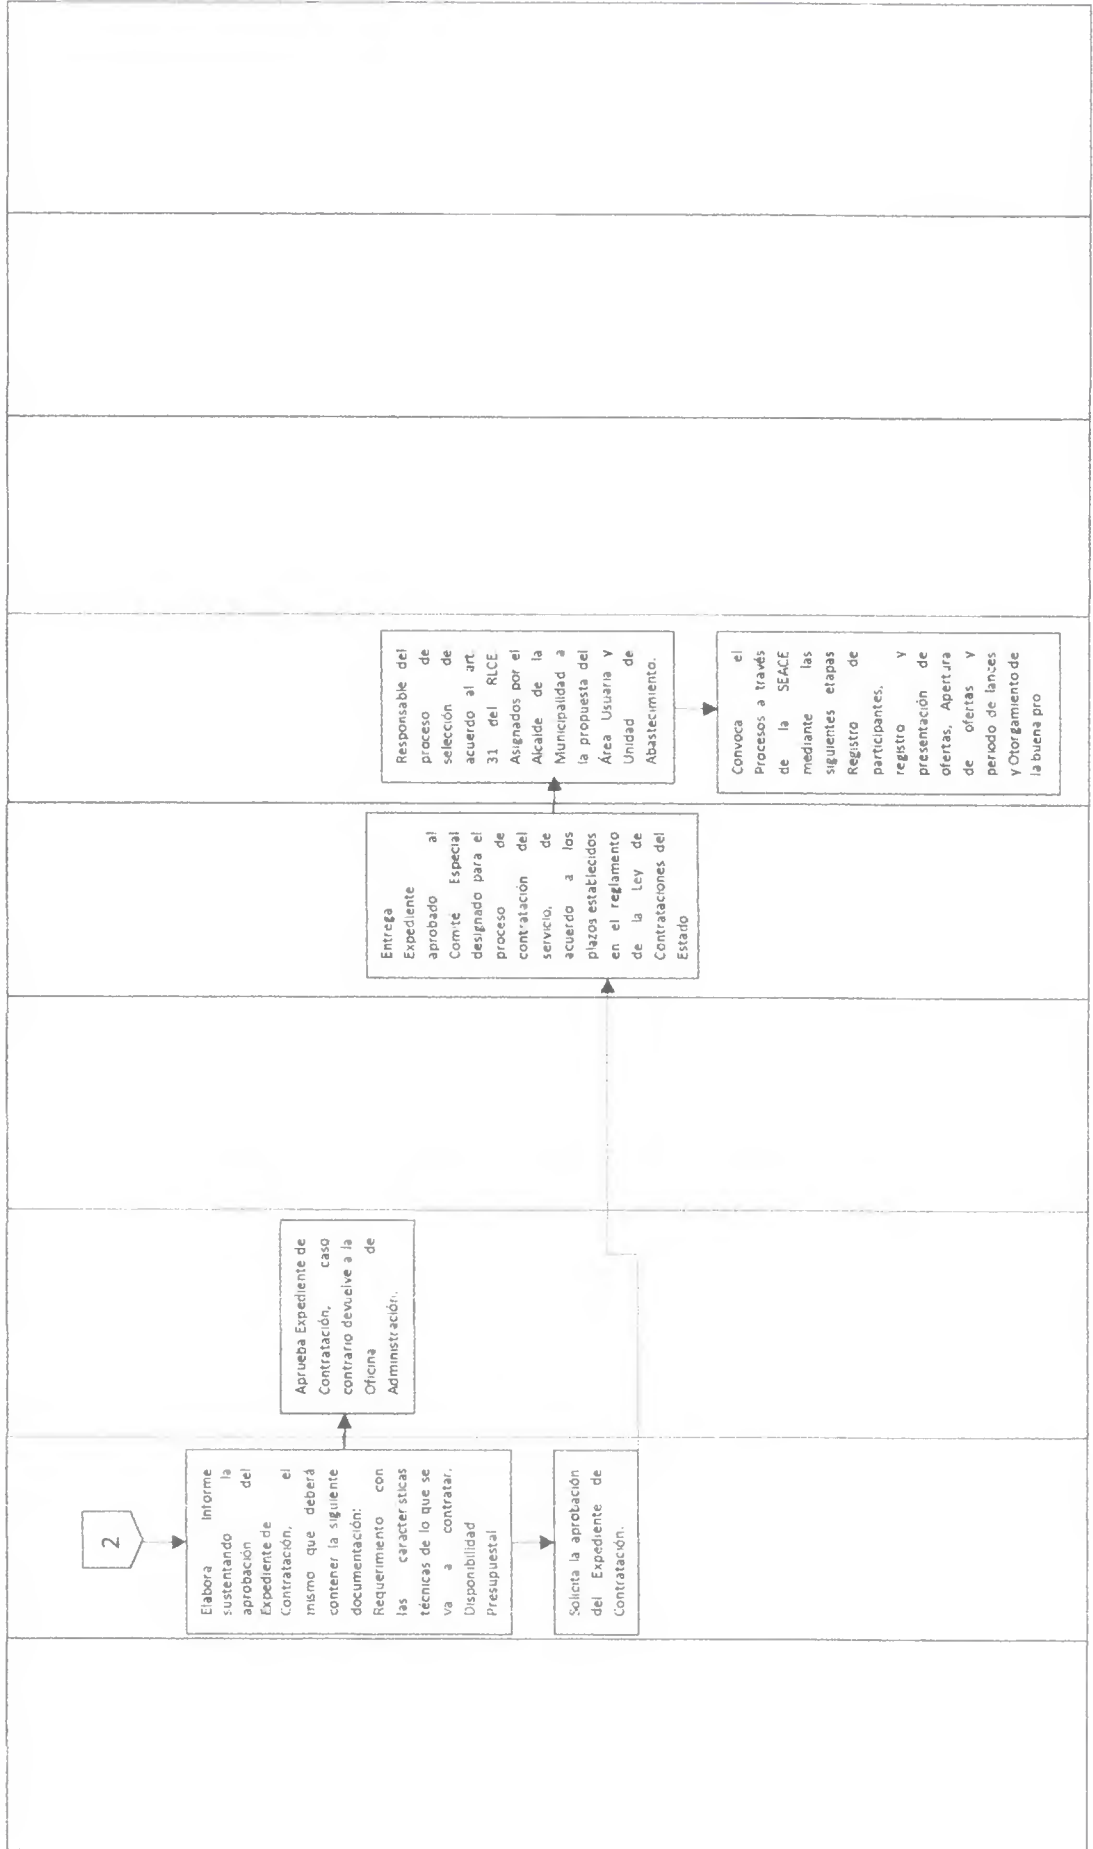 2
Elabora Informe
sustentando la
aprobación del
Expediente de
Contratación, el
mismo que deberá
contener la siguiente
documentación:
Requerimiento con
las caracter sticas
técnicas de lo que se
va a contratar.
Disponibilidad
Presupuestal
Solicita la aprobación
del Expediente de
Contratación.
Aprueba Expediente de
Contratación, caso
contrario devuelve a la
Oficina de
Administración.
Entrega
Expediente
aprobado al
Comite Especial
designado para el
proceso de
contratación del
servicio, de
acuerdo a los
plazos establecidos
en el reglamento
de la Ley de
Contrataciones del
Estado
Responsable del
proceso de
selección de
acuerdo al art.
31 del RLCE
Asignados por el
Alcalde de la
Municipalidad a
la propuesta del
Área Usuaria y
Unidad de
Abastecimiento.
Convoca el
Procesos a través
de la SEACE
mediante las
siguientes etapas
Registro de
participantes,
registro y
presentación de
ofertas, Apertura
de ofertas y
periodo de lances
y Otorgamiento de
la buena pro